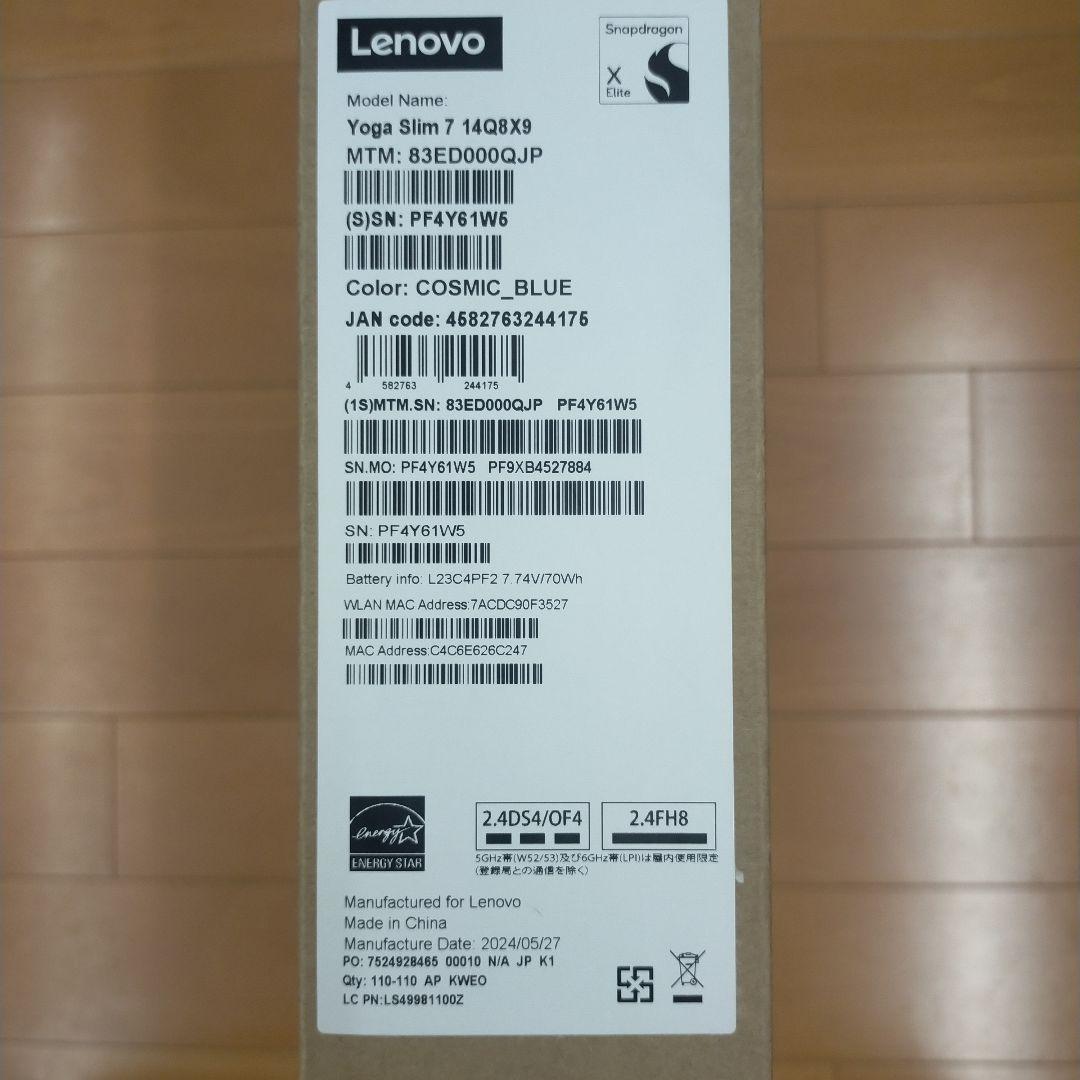 Lenovo
Snapdragon
X
Elite
Model Name:
Yoga Slim 7 14Q8X9
MTM: 83ED000QJP
(S)SN: PF4Y61W5
Color: COSMIC_BLUE
JAN code: 4582763244175
4 582763 244175
(1S)MTM.SN: 83ED000QJP PF4Y61W5
SN.MO: PF4Y61W5 PF9XB4527884
SN: PF4Y61W5
Battery info: L23C4PF2 7.74V/70Wh
WLAN MAC Address:7ACDC90F3527
MAC Address:C4C6E626C247
energy
ENERGY STAR
2.4DS4/OF4
2.4FH8
5GHz帯(W52/53)及び6GHz帯(LPI)は屋内使用限定
(登録局との通信を除く)
Manufactured for Lenovo
Made in China
Manufacture Date: 2024/05/27
PO: 7524928465 00010 N/A JP K1
Qty: 110-110 AP KWEO
LC PN:LS49981100Z